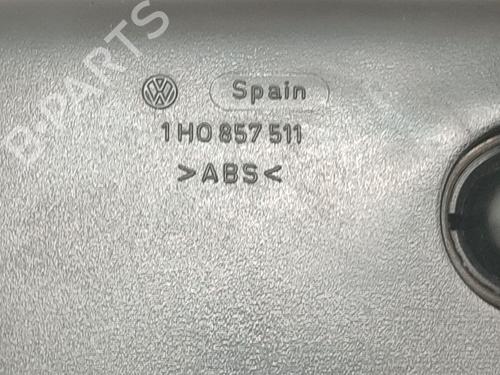 B-PARTS
Spain
1H0 857 511
>ABS<